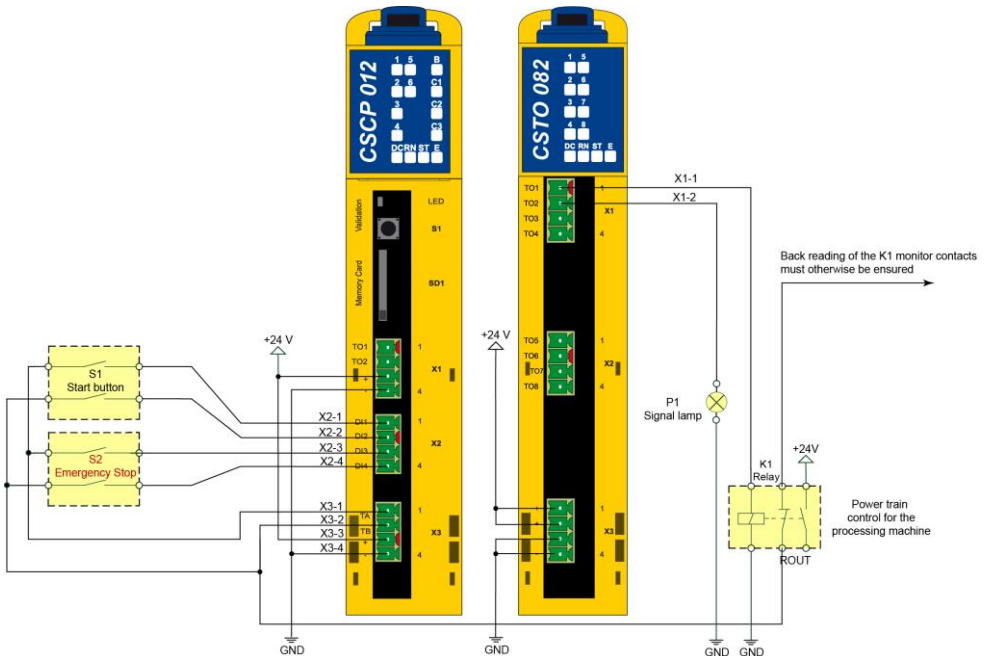 CSCP 012
1 5 B
2 6 C1
3 C2
4 C3
DC RN ST E
CSTO 082
1 5
2 6
3 7
4 8
DC RN ST E
Validation
LED
S1
Memory Card
SD1
TO1 1
TO2
X1
+
- 4
DI1 1
DI2
X2
DI3
DI4 4
1
TA
TB
X3
+
- 4
TO1 1
TO2
X1
TO3
TO4 4
TO5 1
TO6
X2
TO7
TO8 4
+ 1
+
X3
-
- 4
X1-1
X1-2
Back reading of the K1 monitor contacts
must otherwise be ensured
+24 V
+24 V
S1
Start button
S2
Emergency Stop
X2-1
X2-2
X2-3
X2-4
X3-1
X3-2
X3-3
X3-4
P1
Signal lamp
K1
Relay
+24V
Power train
control for the
processing machine
ROUT
GND
GND
GND
GND